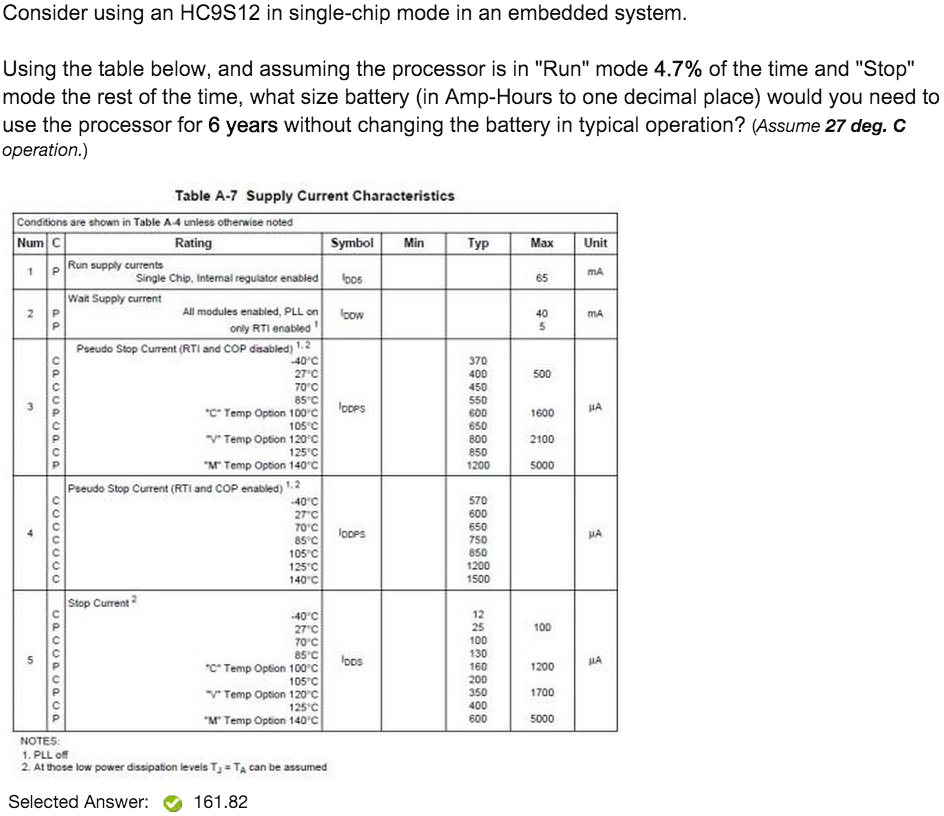 Consider using an HC9S12 in single-chip mode in an embedded system.
Using the table below, and assuming the processor is in "Run" mode 4.7% of the time and "Stop"
mode the rest of the time, what size battery (in Amp-Hours to one decimal place) would you need to
use the processor for 6 years without changing the battery in typical operation? (Assume 27 deg. C
operation.)
Table A-7 Supply Current Characteristics
Conditions are shown in Table A-4 unless otherwise noted
Num C Rating Symbol Min Typ Max Unit
1 P Run supply currents
Single Chip, Internal regulator enabled IDD5 65 mA
Wait Supply current
2 P All modules enabled, PLL on IDDW 40 mA
P only RTI enabled 1 5
Pseudo Stop Current (RTI and COP disabled) 1, 2
C -40°C 370
P 27°C 400 500
C 70°C 450
C 85°C 550
3 P "C" Temp Option 100°C IDDPS 600 1600 µA
C 105°C 650
P "V" Temp Option 120°C 800 2100
C 125°C 850
P "M" Temp Option 140°C 1200 5000
Pseudo Stop Current (RTI and COP enabled) 1, 2
C -40°C 570
C 27°C 600
C 70°C 650
4 C 85°C IDDPS 750 µA
C 105°C 850
C 125°C 1200
C 140°C 1500
Stop Current 2
C -40°C 12
P 27°C 25 100
C 70°C 100
C 85°C 130
5 P "C" Temp Option 100°C IDDS 160 1200 µA
C 105°C 200
P "V" Temp Option 120°C 350 1700
C 125°C 400
P "M" Temp Option 140°C 600 5000
NOTES:
1. PLL off
2. At those low power dissipation levels TJ = TA can be assumed
Selected Answer: 161.82